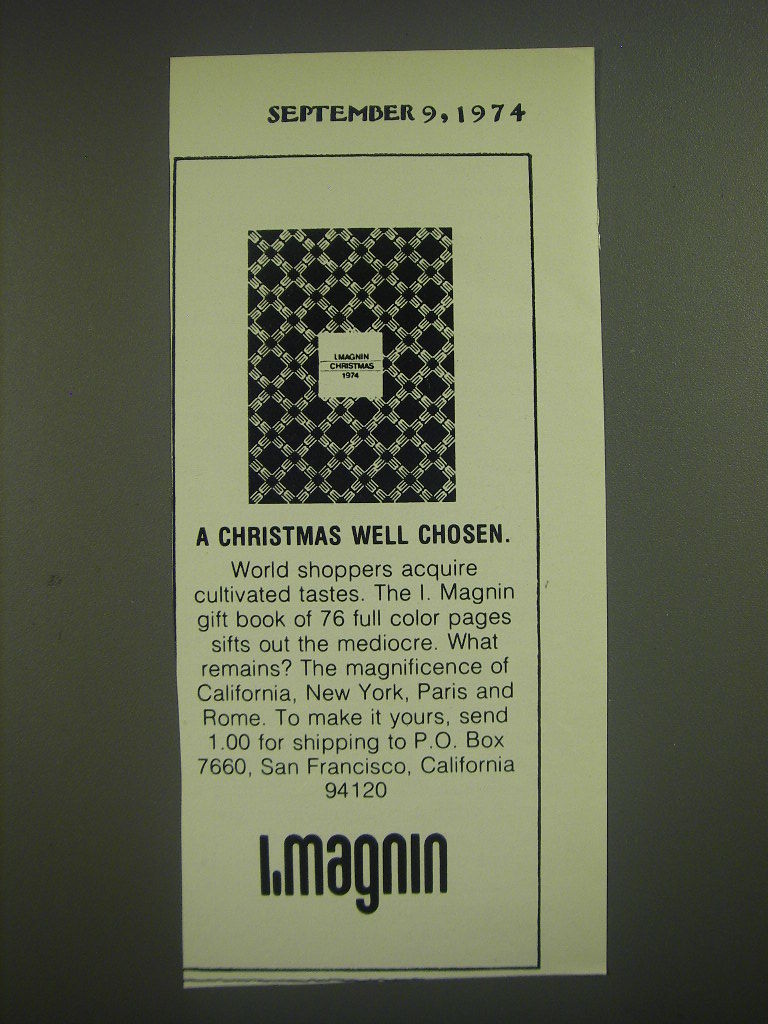 SEPTEMBER 9, 1974
I. MAGNIN
CHRISTMAS
1974
A CHRISTMAS WELL CHOSEN.
World shoppers acquire
cultivated tastes. The I. Magnin
gift book of 76 full color pages
sifts out the mediocre. What
remains? The magnificence of
California, New York, Paris and
Rome. To make it yours, send
1.00 for shipping to P.O. Box
7660, San Francisco, California
94120
I. magnin